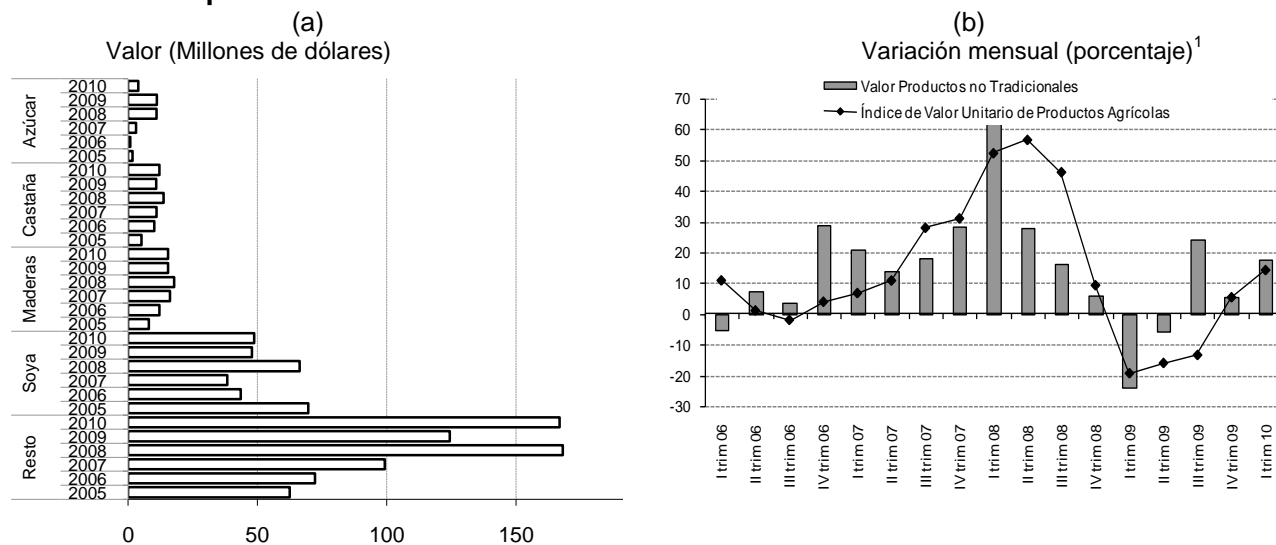 (a)
Valor (Millones de dólares)
Azúcar
2010
2009
2008
2007
2006
2005
Castaña
2010
2009
2008
2007
2006
2005
Maderas
2010
2009
2008
2007
2006
2005
Soya
2010
2009
2008
2007
2006
2005
Resto
2010
2009
2008
2007
2006
2005
0 50 100 150
(b)
Variación mensual (porcentaje)¹
Valor Productos no Tradicionales
Índice de Valor Unitario de Productos Agrícolas
70
60
50
40
30
20
10
0
-10
-20
-30
I trim 06
II trim 06
III trim 06
IV trim 06
I trim 07
II trim 07
III trim 07
IV trim 07
I trim 08
II trim 08
III trim 08
IV trim 08
I trim 09
II trim 09
III trim 09
IV trim 09
I trim 10